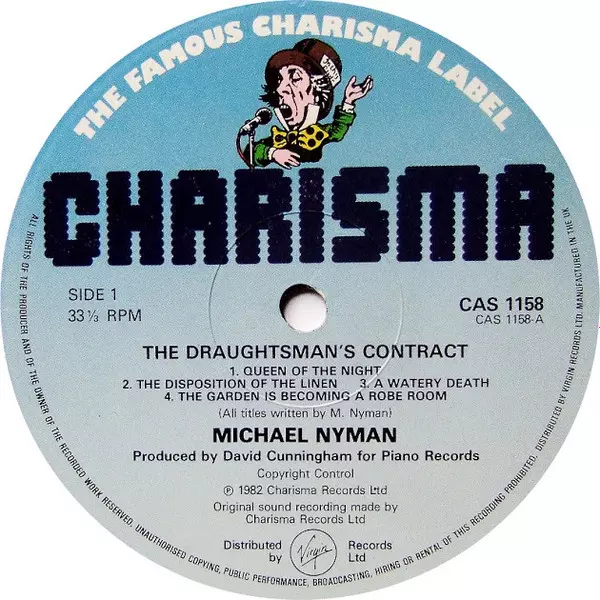 THE FAMOUS CHARISMA LABEL
CHARISMA
SIDE 1
33⅓ RPM
CAS 1158
CAS 1158-A
THE DRAUGHTSMAN'S CONTRACT
1. QUEEN OF THE NIGHT
2. THE DISPOSITION OF THE LINEN 3. A WATERY DEATH
4. THE GARDEN IS BECOMING A ROBE ROOM
(All titles written by M. Nyman)
MICHAEL NYMAN
Produced by David Cunningham for Piano Records
Copyright Control
℗ 1982 Charisma Records Ltd
Original sound recording made by
Charisma Records Ltd
Distributed by Virgin Records Ltd
ALL RIGHTS OF THE PRODUCER AND OF THE OWNER OF THE RECORDED WORK RESERVED. UNAUTHORISED COPYING, PUBLIC PERFORMANCE, BROADCASTING, HIRING OR RENTAL OF THIS RECORDING PROHIBITED. DISTRIBUTED BY VIRGIN RECORDS LTD. MANUFACTURED IN THE UK